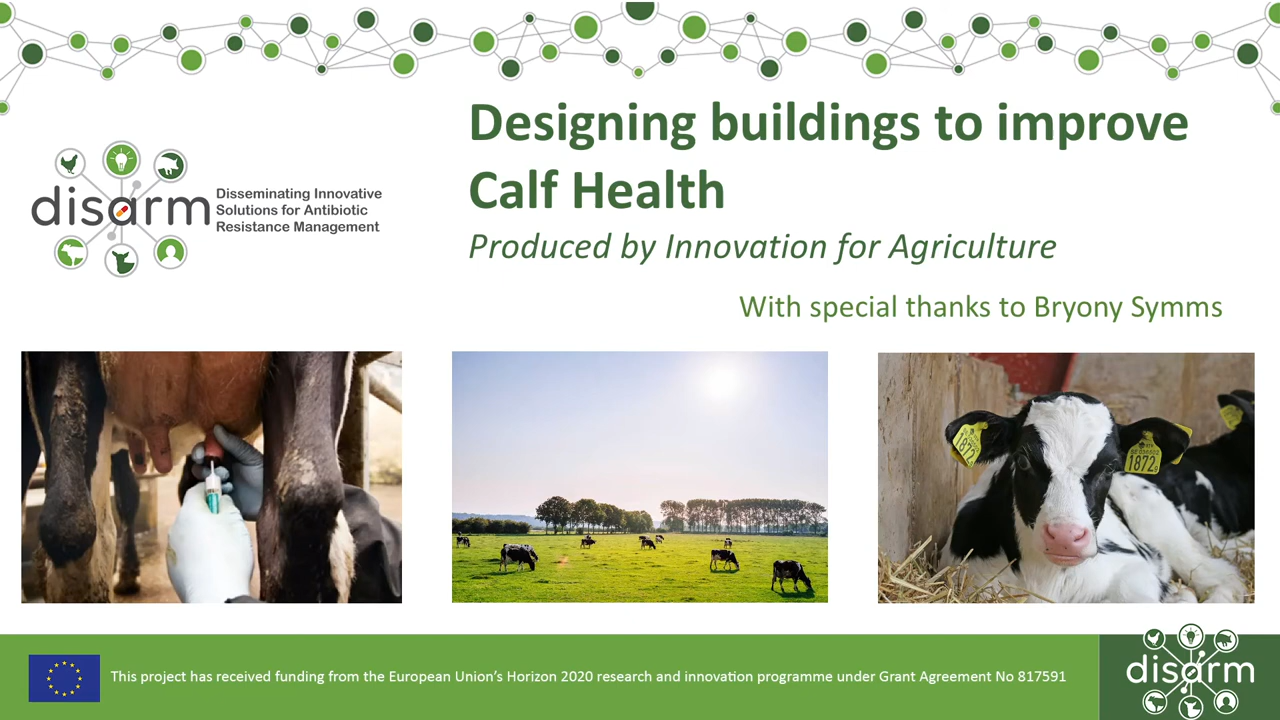 Designing buildings to improve
Calf Health
disarm
Disseminating Innovative
Solutions for Antibiotic
Resistance Management
Produced by Innovation for Agriculture
With special thanks to Bryony Symms
1872
1872
This project has received funding from the European Union's Horizon 2020 research and innovation programme under Grant Agreement No 817591
disarm